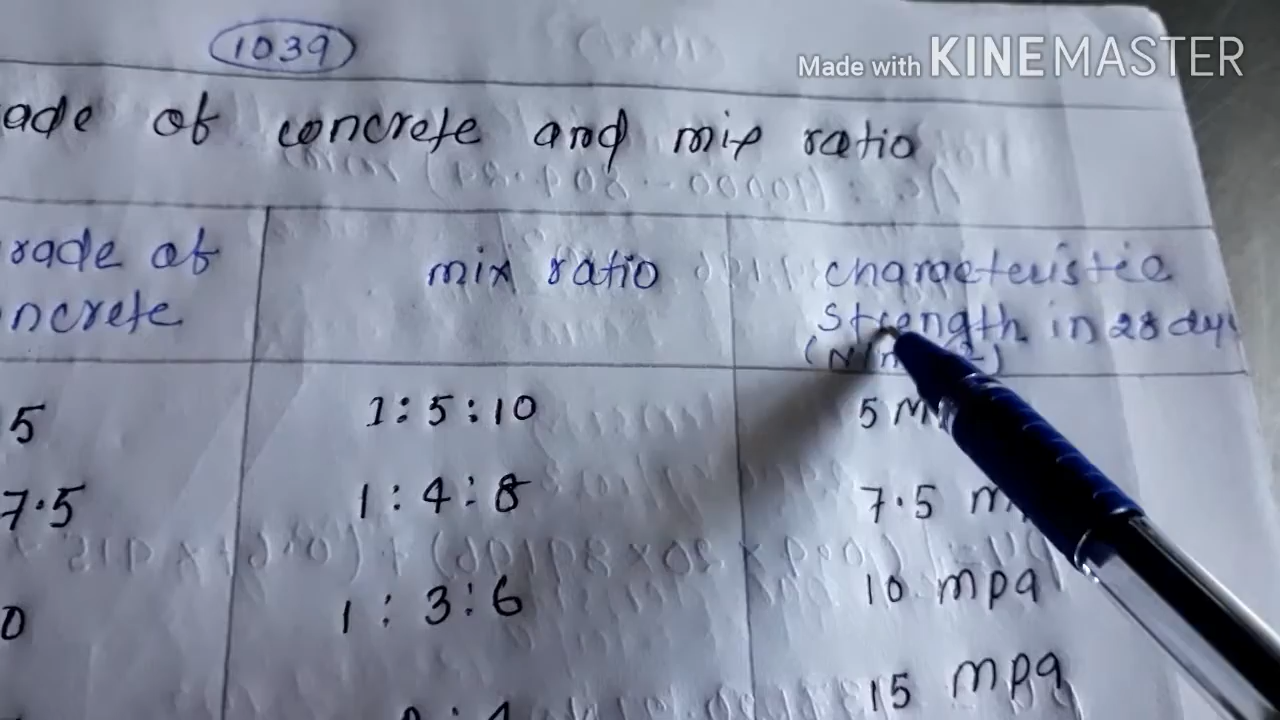 1039
Made with KINEMASTER
ade of concrete and mix ratio
rade of
ncrete
mix ratio
characteristic
strength in 28 dy
5
1:5:10
5 M
7.5
1:4:8
7.5 m
0
1:3:6
10 mpa
15 mpa